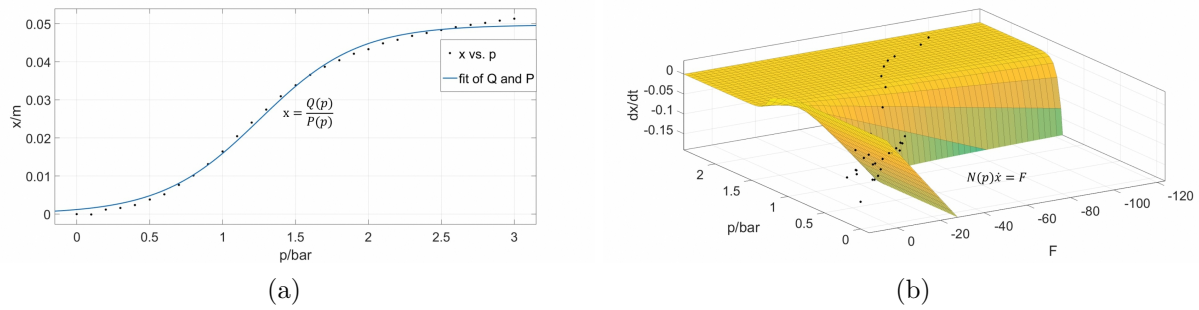 0.05
0.04
0.03
0.02
0.01
0
x/m
0
0.5
1
1.5
2
2.5
3
p/bar
x vs. p
fit of Q and P
x = Q(p)/P(p)
(a)
0
-0.05
-0.1
-0.15
dx/dt
2
1.5
1
0.5
0
p/bar
0
-20
-40
-60
-80
-100
-120
F
N(p)ẋ = F
(b)